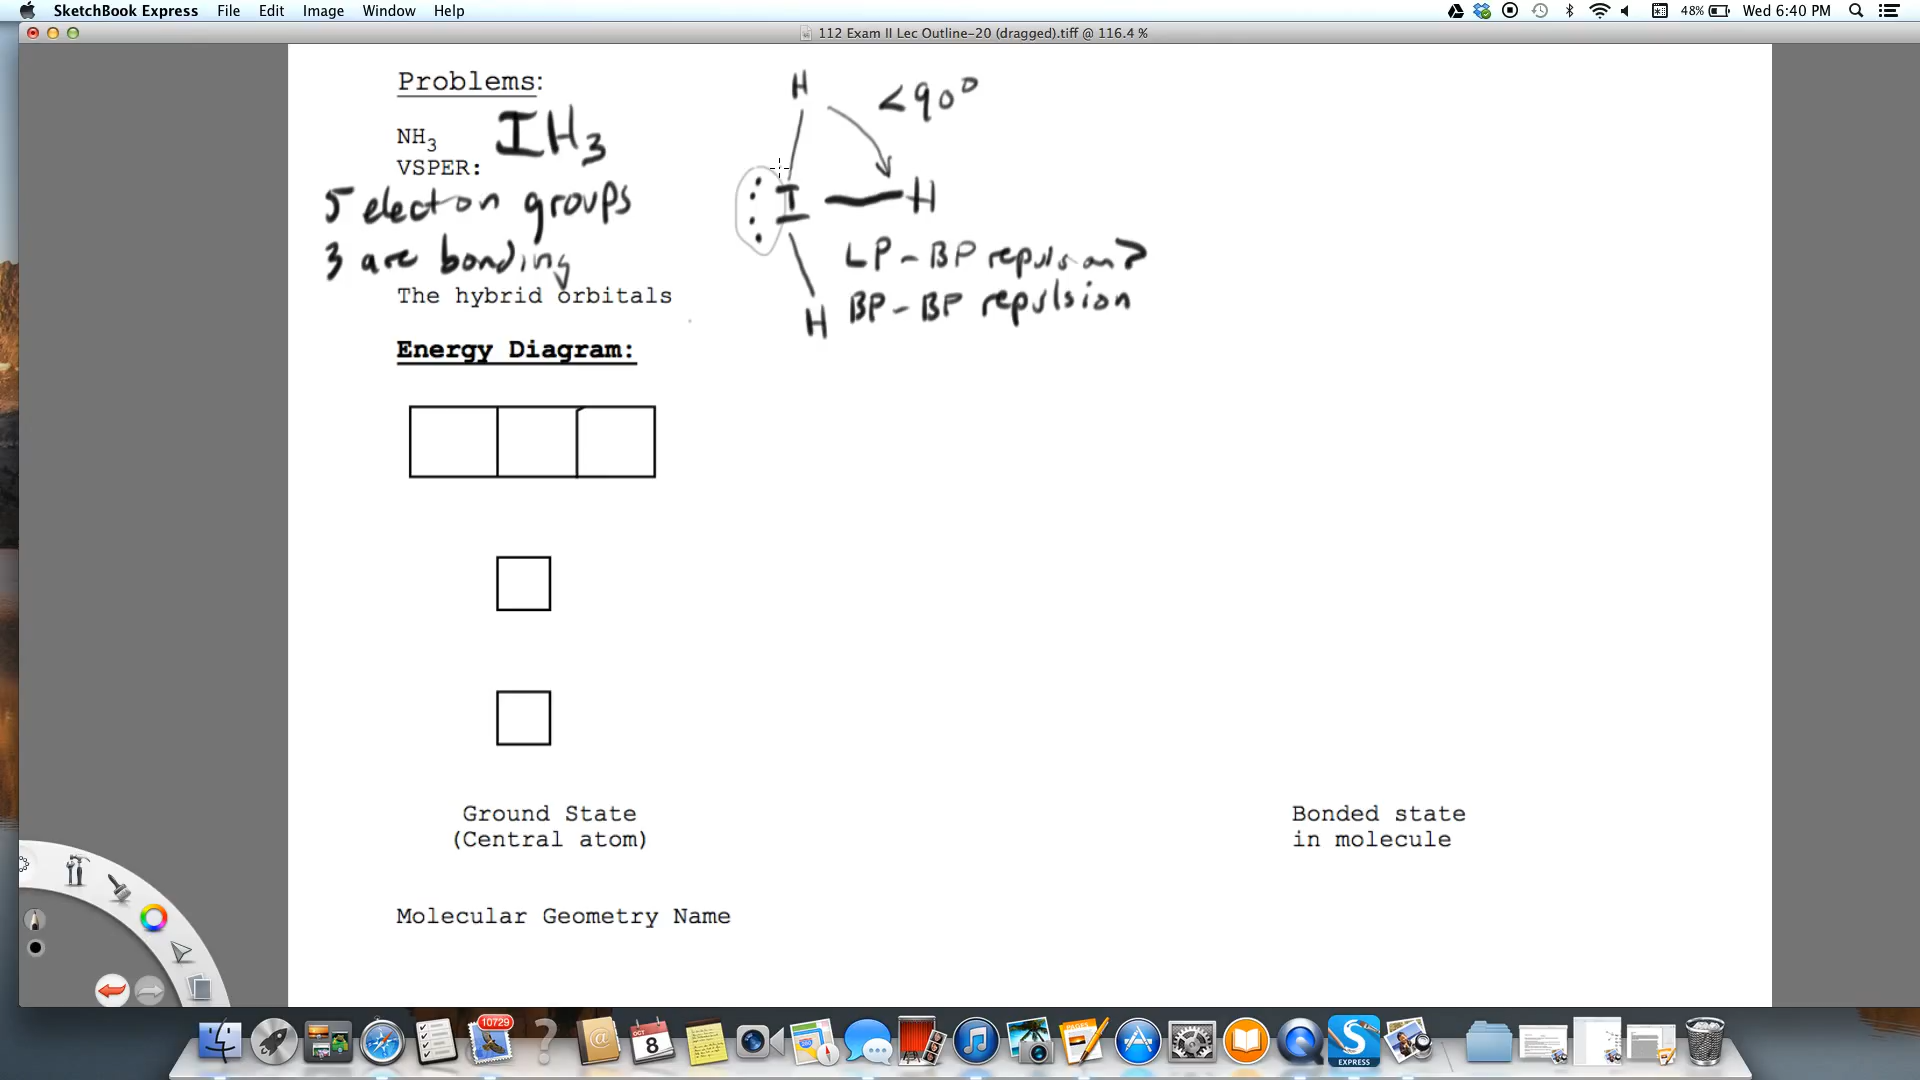 SketchBook Express File Edit Image Window Help
48% Wed 6:40 PM
112 Exam II Lec Outline-20 (dragged).tiff @ 116.4 %
Problems:
NH3 IH3
VSPER:
5 electron groups
3 are bonding
The hybrid orbitals
H
<90°
I H
H
LP - BP repulsion >
BP - BP repulsion
Energy Diagram:
Ground State
(Central atom)
Bonded state
in molecule
Molecular Geometry Name
10729
OCT
8
EXPRESS